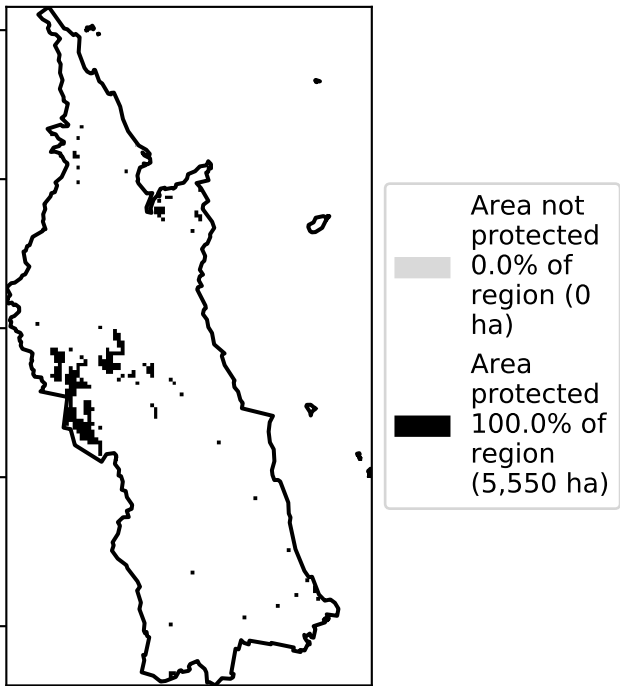 Area not
protected
0.0% of
region (0
ha)
Area
protected
100.0% of
region
(5,550 ha)